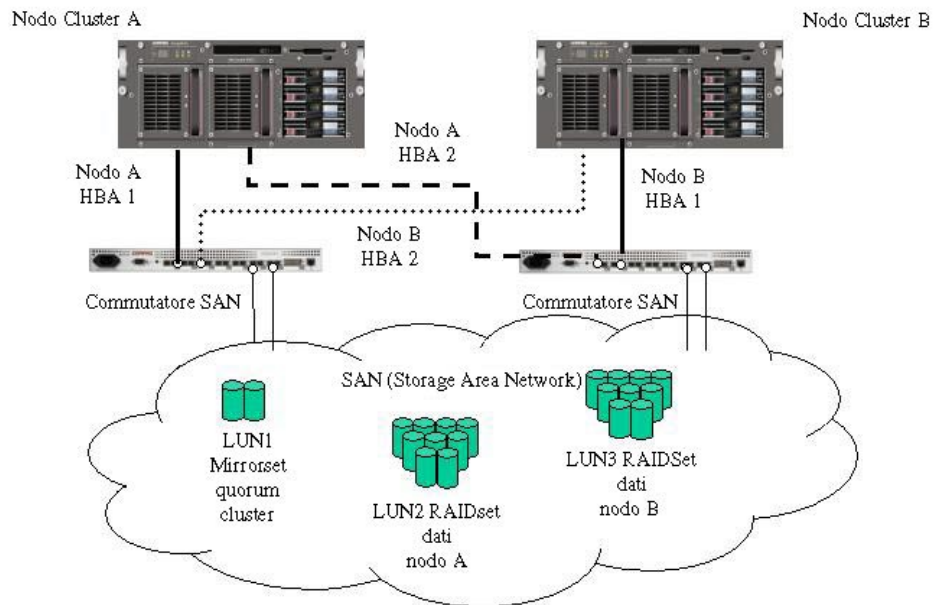 Nodo Cluster A
Nodo Cluster B
Nodo A
HBA 2
Nodo A
HBA 1
Nodo B
HBA 1
Nodo B
HBA 2
Commutatore SAN
Commutatore SAN
SAN (Storage Area Network)
LUN1
Mirrorset
quorum
cluster
LUN2 RAIDset
dati
nodo A
LUN3 RAIDSet
dati
nodo B